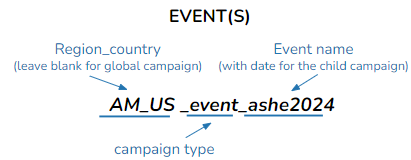 EVENT(S)
Region_country Event name
(leave blank for global campaign) (with date for the child campaign)
AM_US _event_ashe2024
campaign type